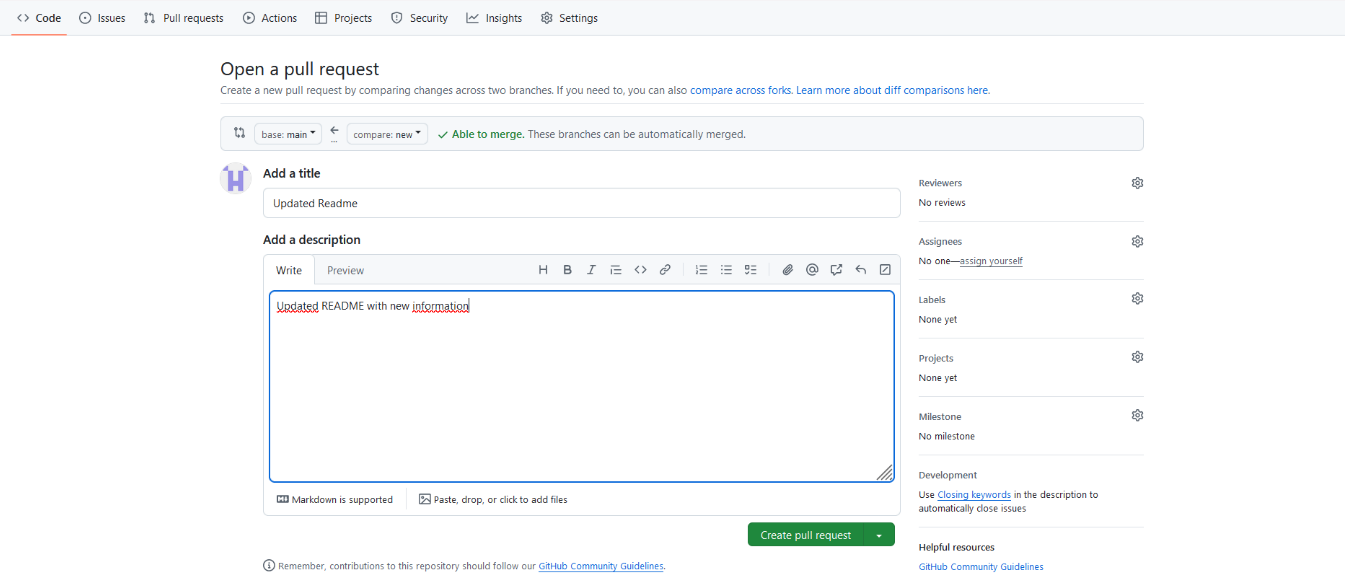 Code Issues Pull requests Actions Projects Security Insights Settings
Open a pull request
Create a new pull request by comparing changes across two branches. If you need to, you can also compare across forks. Learn more about diff comparisons here.
base: main ← ... compare: new ✓ Able to merge. These branches can be automatically merged.
Add a title
Updated Readme
Add a description
Write Preview
Updated README with new information
Markdown is supported Paste, drop, or click to add files
Create pull request
Remember, contributions to this repository should follow our GitHub Community Guidelines.
Reviewers
No reviews
Assignees
No one—assign yourself
Labels
None yet
Projects
None yet
Milestone
No milestone
Development
Use Closing keywords in the description to
automatically close issues
Helpful resources
GitHub Community Guidelines